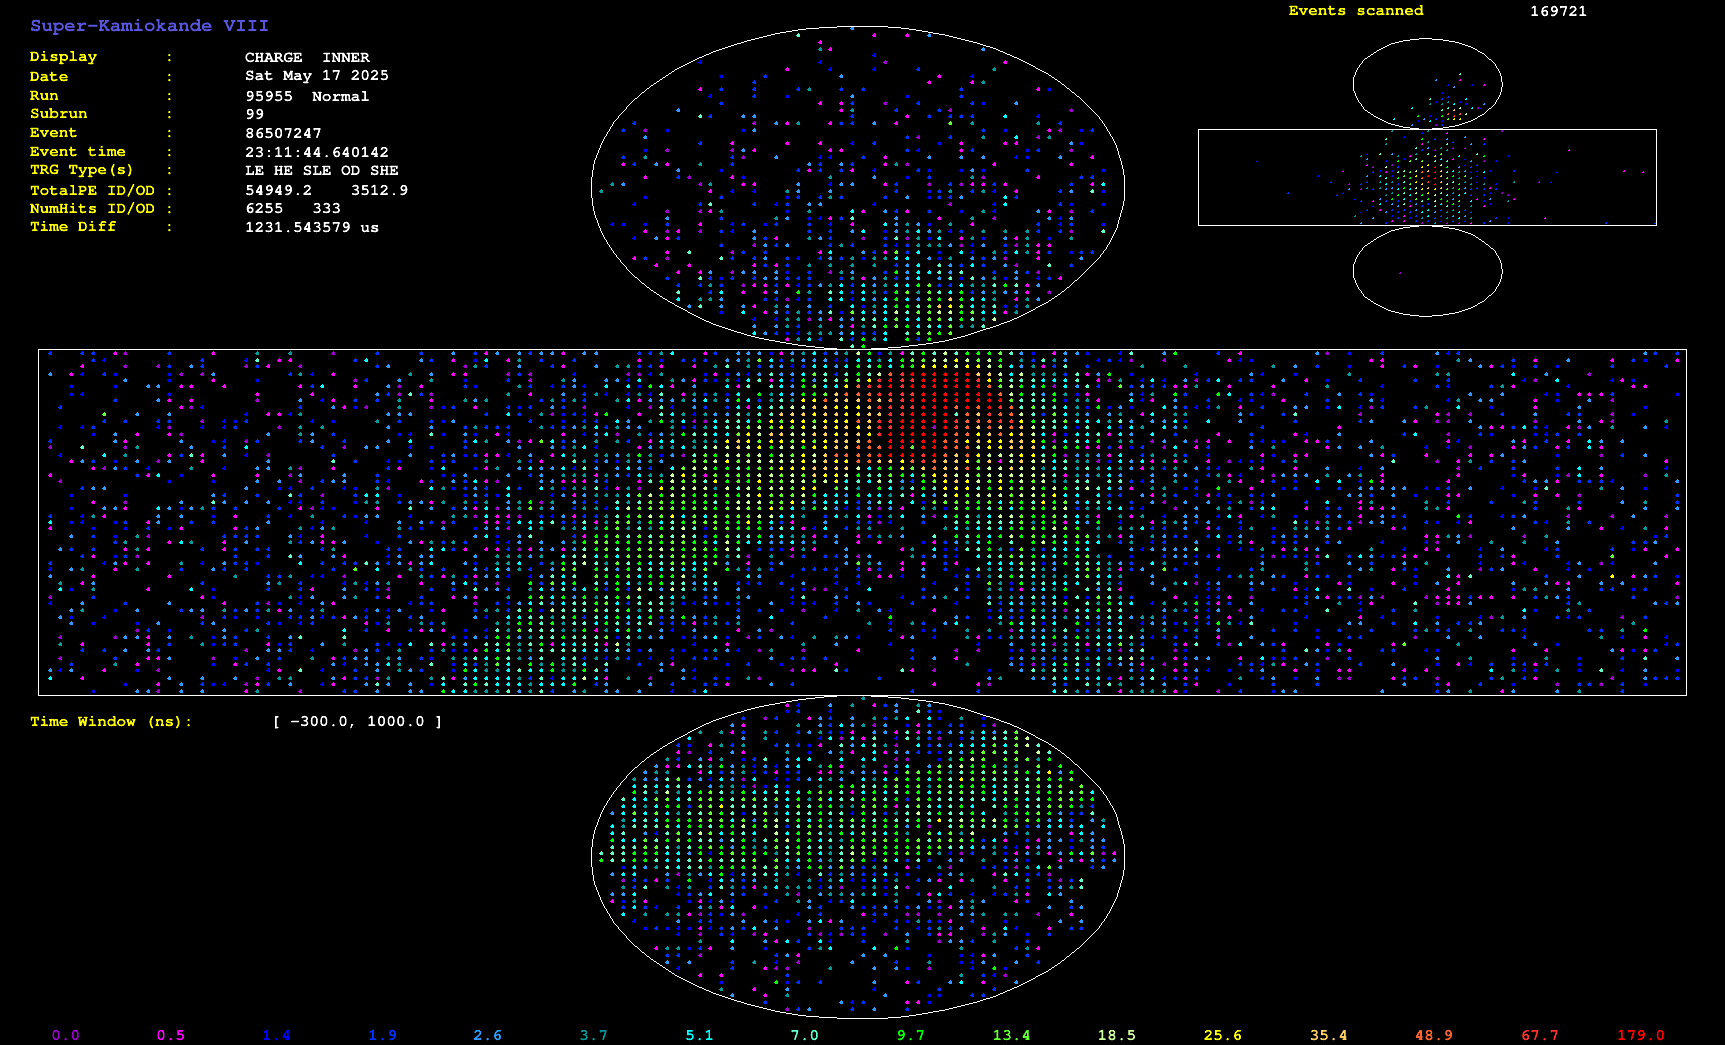 Super-Kamiokande VIII
Events scanned 169721
Display : CHARGE INNER
Date : Sat May 17 2025
Run : 95955 Normal
Subrun : 99
Event : 86507247
Event time : 23:11:44.640142
TRG Type(s) : LE HE SLE OD SHE
TotalPE ID/OD : 54949.2 3512.9
NumHits ID/OD : 6255 333
Time Diff : 1231.543579 us
Time Window (ns): [ -300.0, 1000.0 ]
0.0 0.5 1.4 1.9 2.6 3.7 5.1 7.0 9.7 13.4 18.5 25.6 35.4 48.9 67.7 179.0